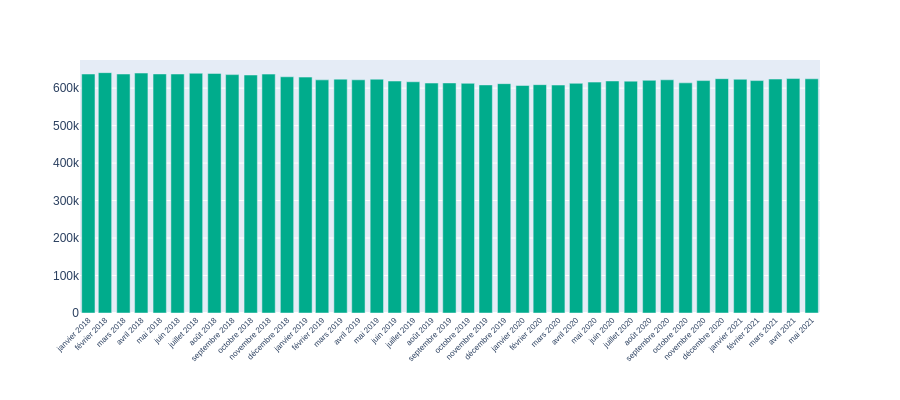 600k
500k
400k
300k
200k
100k
0
janvier 2018
février 2018
mars 2018
avril 2018
mai 2018
juin 2018
juillet 2018
août 2018
septembre 2018
octobre 2018
novembre 2018
décembre 2018
janvier 2019
février 2019
mars 2019
avril 2019
mai 2019
juin 2019
juillet 2019
août 2019
septembre 2019
octobre 2019
novembre 2019
décembre 2019
janvier 2020
février 2020
mars 2020
avril 2020
mai 2020
juin 2020
juillet 2020
août 2020
septembre 2020
octobre 2020
novembre 2020
décembre 2020
janvier 2021
février 2021
mars 2021
avril 2021
mai 2021